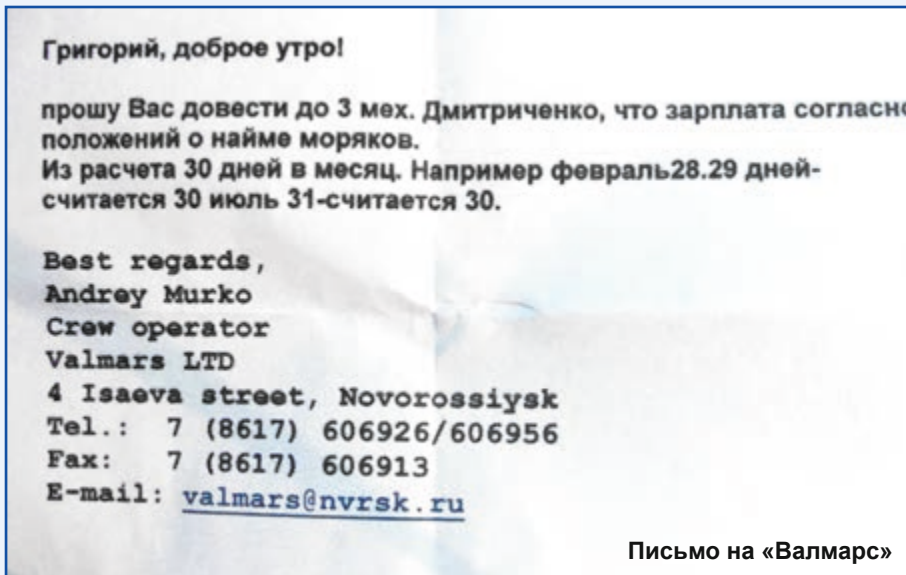 Григорий, доброе утро!
прошу Вас довести до 3 мех. Дмитриченко, что зарплата согласно
положений о найме моряков.
Из расчета 30 дней в месяц. Например февраль28.29 дней-
считается 30 июль 31-считается 30.
Best regards,
Andrey Murko
Crew operator
Valmars LTD
4 Isaeva street, Novorossiysk
Tel.: 7 (8617) 606926/606956
Fax: 7 (8617) 606913
E-mail: valmars@nvrsk.ru
Письмо на «Валмарс»